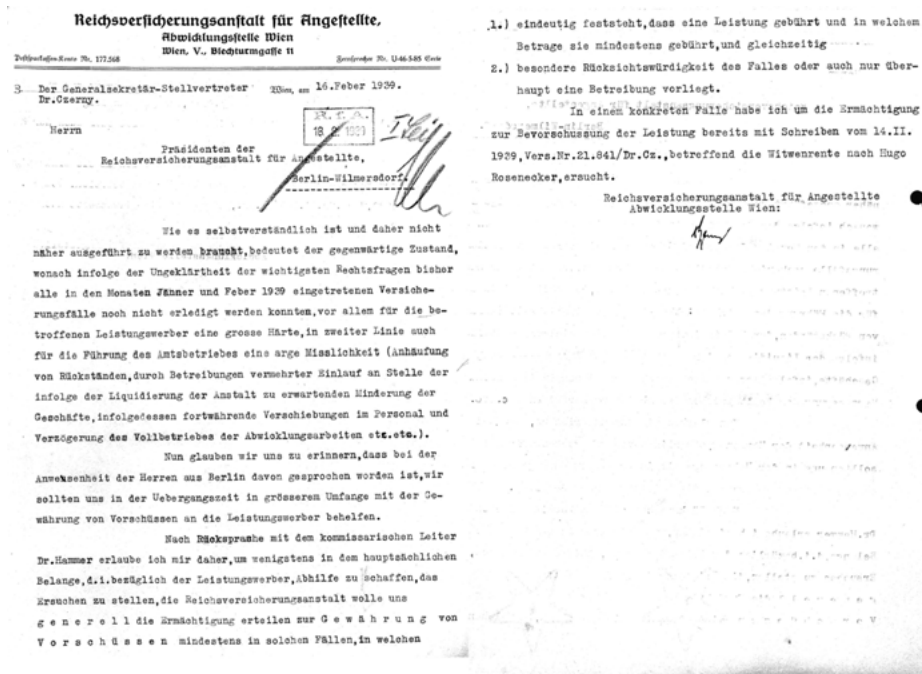 Reichsversicherungsanstalt für Angestellte,
Abwicklungsstelle Wien
Wien, V., Blechturmgasse 11
Postsparkassen-Konto Nr. 177.568
Fernsprecher Nr. U-46-5-85 Serie
Der Generalsekretär-Stellvertreter
Dr.Czerny.
Wien, am 16.Feber 1939.
R.f.A.
Herrn
Präsidenten der
Reichsversicherungsanstalt für Angestellte,
Berlin-Wilmersdorf.
Wie es selbstverständlich ist und daher nicht
näher ausgeführt zu werden braucht,bedeutet der gegenwärtige Zustand,
wonach infolge der Ungeklärtheit der wichtigsten Rechtsfragen bisher
alle in den Monaten Jänner und Feber 1939 eingetretenen Versiche-
rungsfälle noch nicht erledigt werden konnten,vor allem für die be-
troffenen Leistungswerber eine grosse Härte,in zweiter Linie auch
für die Führung des Amtsbetriebes eine arge Misslichkeit (Anhäufung
von Rückständen,durch Betreibungen vermehrter Einlauf an Stelle der
infolge der Liquidierung der Anstalt zu erwartenden Minderung der
Geschäfte,infolgedessen fortwährende Verschiebungen im Personal und
Verzögerung des Vollbetriebes der Abwicklungsarbeiten etc.etc.).
Nun glauben wir uns zu erinnern,dass bei der
Anwesenheit der Herren aus Berlin davon gesprochen worden ist,wir
sollten uns in der Uebergangszeit in grösserem Umfange mit der Ge-
währung von Vorschüssen an die Leistungswerber behelfen.
Nach Rücksprache mit dem kommissarischen Leiter
Dr.Hammer erlaube ich mir daher,um wenigstens in dem hauptsächlichen
Belange,d.i.bezüglich der Leistungswerber,Abhilfe zu schaffen,das
Ersuchen zu stellen,die Reichsversicherungsanstalt wolle uns
g e n e r e l l die Ermächtigung erteilen zur G e w ä h r u n g von
V o r s c h ü s s e n mindestens in solchen Fällen,in welchen
1.) eindeutig feststeht,dass eine Leistung gebührt und in welchem
Betrage sie mindestens gebührt,und gleichzeitig
2.) besondere Rücksichtswürdigkeit des Falles oder auch nur über-
haupt eine Betreibung vorliegt.
In einem konkreten Falle habe ich um die Ermächtigung
zur Bevorschussung der Leistung bereits mit Schreiben vom 14.II.
1939,Vers.Nr.21.841/Dr.Cz.,betreffend die Witwenrente nach Hugo
Rosenecker,ersucht.
Reichsversicherungsanstalt für Angestellte
Abwicklungsstelle Wien: